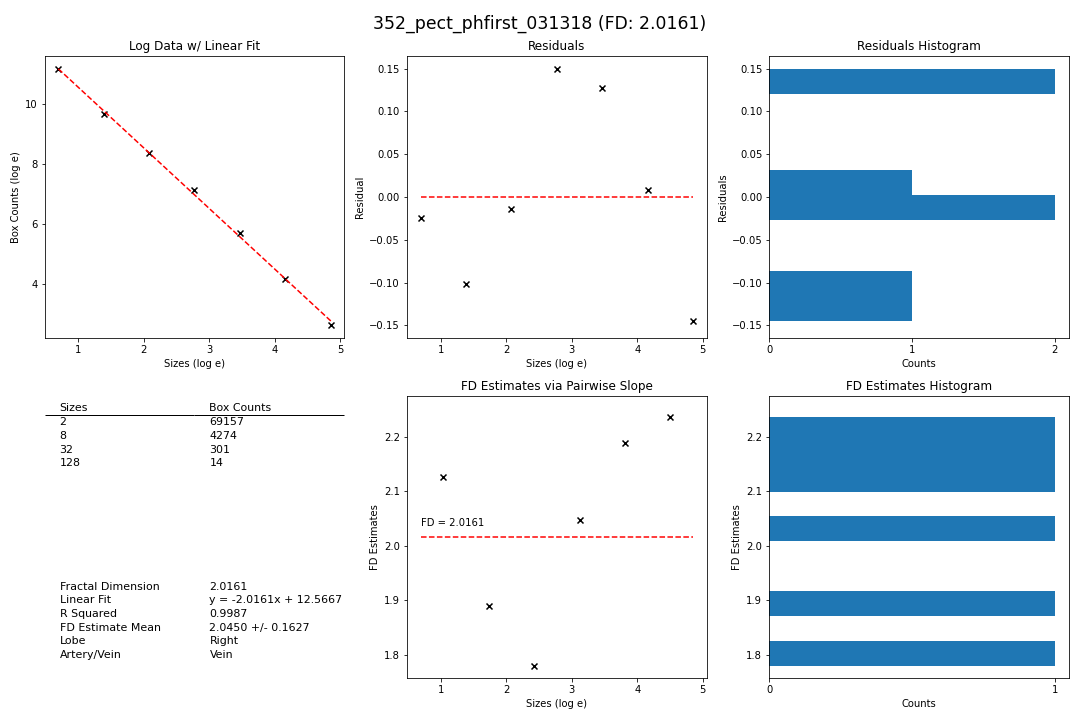 352_pect_phfirst_031318 (FD: 2.0161)
Log Data w/ Linear Fit
10
8
6
4
Box Counts (log e)
1 2 3 4 5
Sizes (log e)
Residuals
0.15
0.10
0.05
0.00
−0.05
−0.10
−0.15
Residual
1 2 3 4 5
Sizes (log e)
Residuals Histogram
0.15
0.10
0.05
0.00
−0.05
−0.10
−0.15
Residuals
0 1 2
Counts
Sizes Box Counts
2 69157
8 4274
32 301
128 14
Fractal Dimension 2.0161
Linear Fit y = -2.0161x + 12.5667
R Squared 0.9987
FD Estimate Mean 2.0450 +/- 0.1627
Lobe Right
Artery/Vein Vein
FD Estimates via Pairwise Slope
2.2
2.1
2.0
1.9
1.8
FD Estimates
FD = 2.0161
1 2 3 4 5
Sizes (log e)
FD Estimates Histogram
2.2
2.1
2.0
1.9
1.8
FD Estimates
0 1
Counts